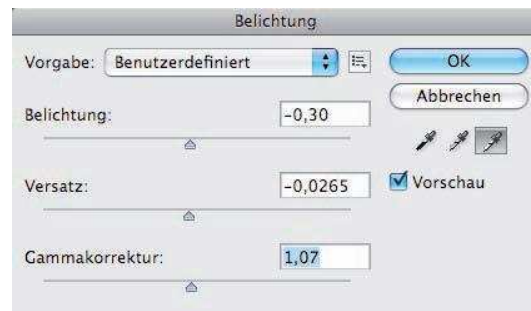 Belichtung
Vorgabe: Benutzerdefiniert
OK
Abbrechen
Belichtung: -0,30
Versatz: -0,0265
Vorschau
Gammakorrektur: 1,07